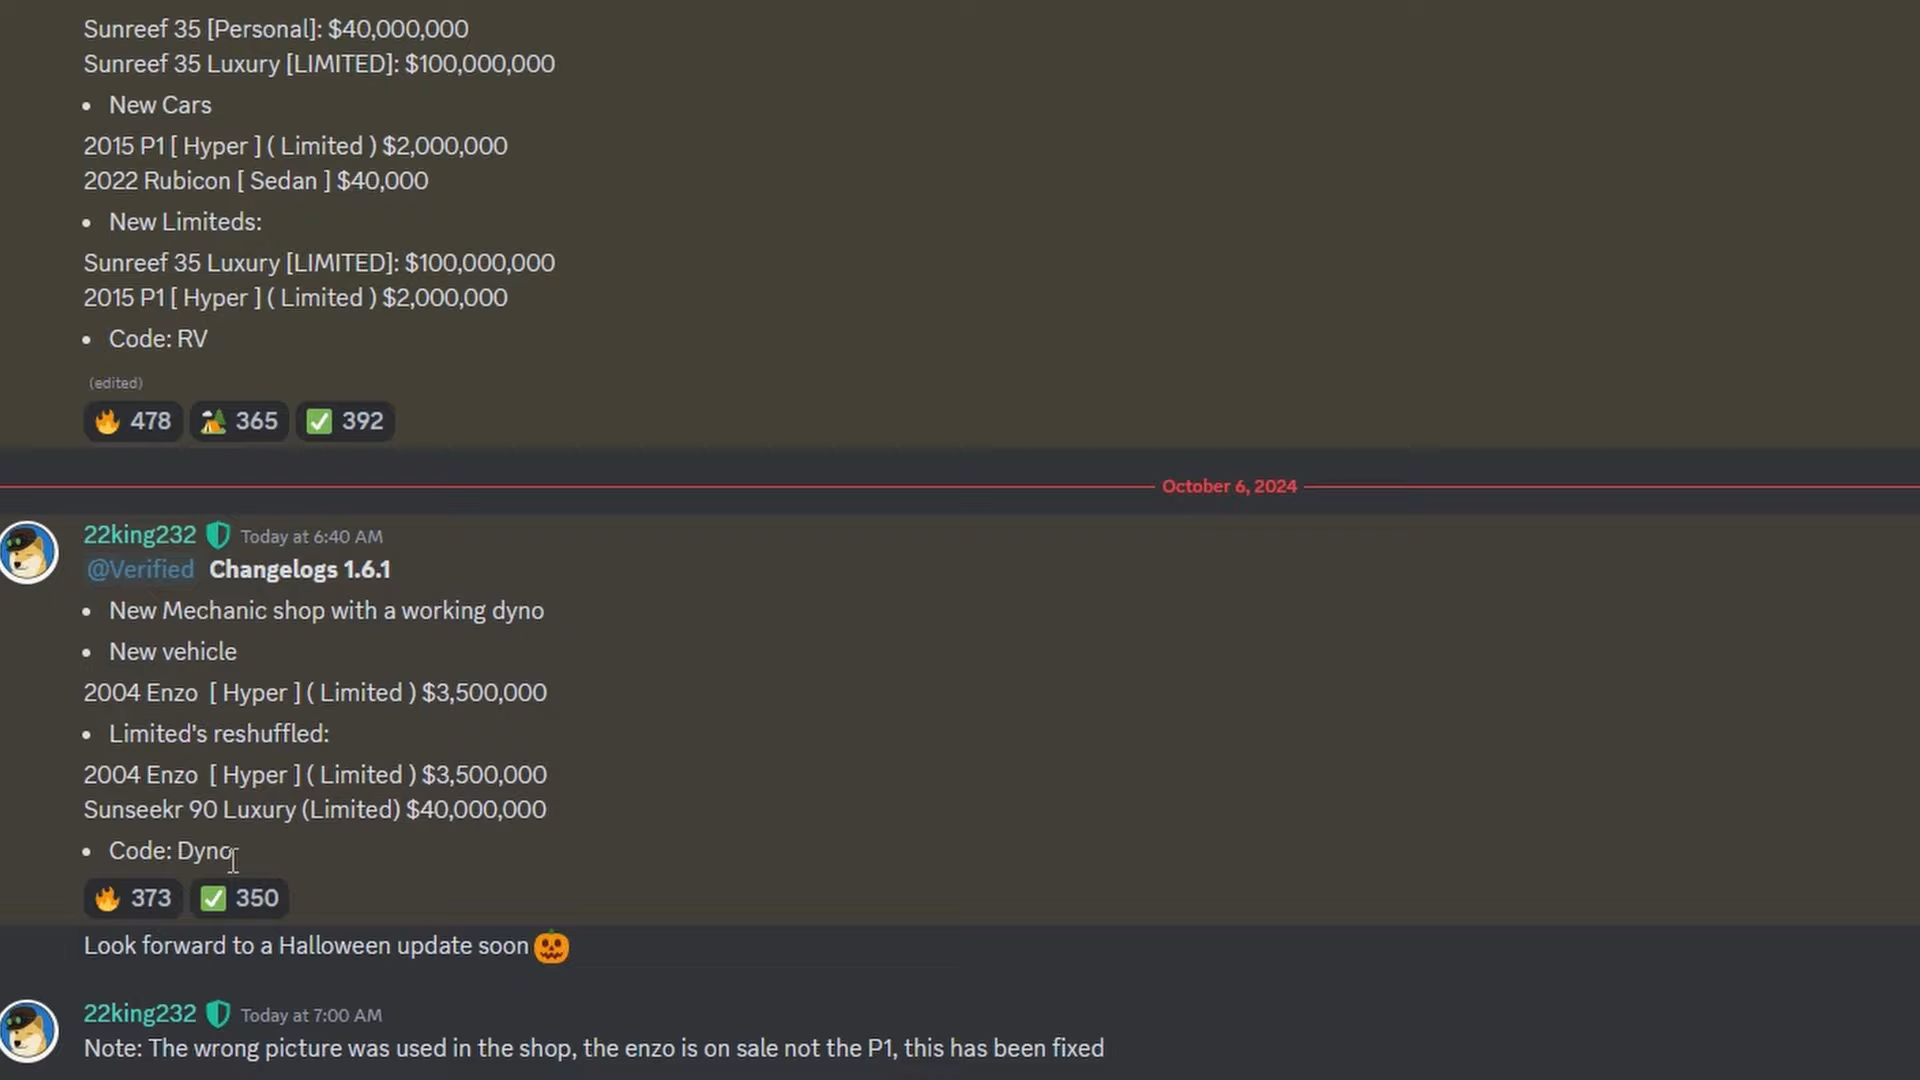 Sunreef 35 [Personal]: $40,000,000
Sunreef 35 Luxury [LIMITED]: $100,000,000
• New Cars
2015 P1 [ Hyper ] ( Limited ) $2,000,000
2022 Rubicon [ Sedan ] $40,000
• New Limiteds:
Sunreef 35 Luxury [LIMITED]: $100,000,000
2015 P1 [ Hyper ] ( Limited ) $2,000,000
• Code: RV
(edited)
🔥 478 🏕️ 365 ✅ 392
October 6, 2024
22king232 Today at 6:40 AM
@Verified Changelogs 1.6.1
• New Mechanic shop with a working dyno
• New vehicle
2004 Enzo [ Hyper ] ( Limited ) $3,500,000
• Limited's reshuffled:
2004 Enzo [ Hyper ] ( Limited ) $3,500,000
Sunseekr 90 Luxury (Limited) $40,000,000
• Code: Dyno
🔥 373 ✅ 350
Look forward to a Halloween update soon 🎃
22king232 Today at 7:00 AM
Note: The wrong picture was used in the shop, the enzo is on sale not the P1, this has been fixed